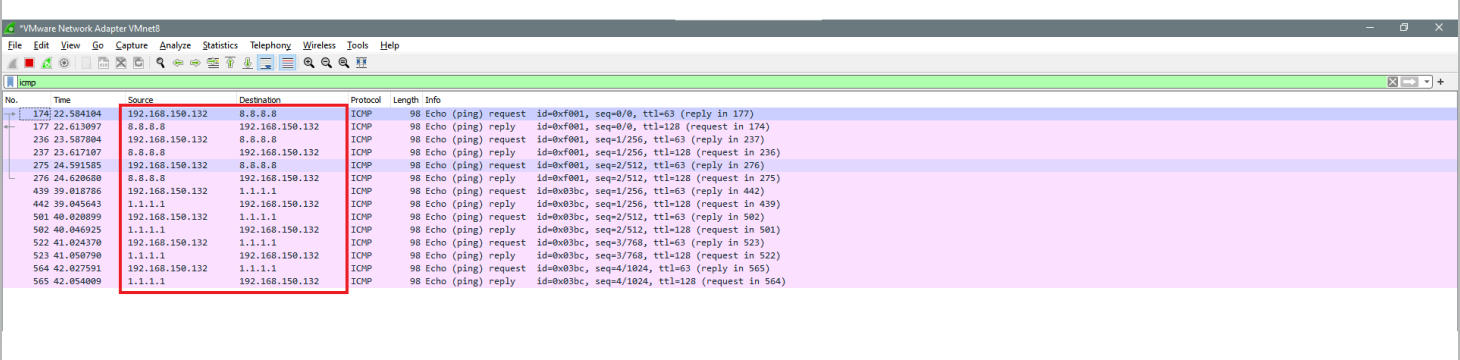 *VMware Network Adapter VMnet8
File Edit View Go Capture Analyze Statistics Telephony Wireless Tools Help
icmp
No. Time Source Destination Protocol Length Info
174 22.584104 192.168.150.132 8.8.8.8 ICMP 98 Echo (ping) request id=0xf001, seq=0/0, ttl=63 (reply in 177)
177 22.613097 8.8.8.8 192.168.150.132 ICMP 98 Echo (ping) reply id=0xf001, seq=0/0, ttl=128 (request in 174)
236 23.587804 192.168.150.132 8.8.8.8 ICMP 98 Echo (ping) request id=0xf001, seq=1/256, ttl=63 (reply in 237)
237 23.617107 8.8.8.8 192.168.150.132 ICMP 98 Echo (ping) reply id=0xf001, seq=1/256, ttl=128 (request in 236)
275 24.591585 192.168.150.132 8.8.8.8 ICMP 98 Echo (ping) request id=0xf001, seq=2/512, ttl=63 (reply in 276)
276 24.620680 8.8.8.8 192.168.150.132 ICMP 98 Echo (ping) reply id=0xf001, seq=2/512, ttl=128 (request in 275)
439 39.018786 192.168.150.132 1.1.1.1 ICMP 98 Echo (ping) request id=0x03bc, seq=1/256, ttl=63 (reply in 442)
442 39.045643 1.1.1.1 192.168.150.132 ICMP 98 Echo (ping) reply id=0x03bc, seq=1/256, ttl=128 (request in 439)
501 40.020899 192.168.150.132 1.1.1.1 ICMP 98 Echo (ping) request id=0x03bc, seq=2/512, ttl=63 (reply in 502)
502 40.046925 1.1.1.1 192.168.150.132 ICMP 98 Echo (ping) reply id=0x03bc, seq=2/512, ttl=128 (request in 501)
522 41.024370 192.168.150.132 1.1.1.1 ICMP 98 Echo (ping) request id=0x03bc, seq=3/768, ttl=63 (reply in 523)
523 41.050790 1.1.1.1 192.168.150.132 ICMP 98 Echo (ping) reply id=0x03bc, seq=3/768, ttl=128 (request in 522)
564 42.027591 192.168.150.132 1.1.1.1 ICMP 98 Echo (ping) request id=0x03bc, seq=4/1024, ttl=63 (reply in 565)
565 42.054009 1.1.1.1 192.168.150.132 ICMP 98 Echo (ping) reply id=0x03bc, seq=4/1024, ttl=128 (request in 564)